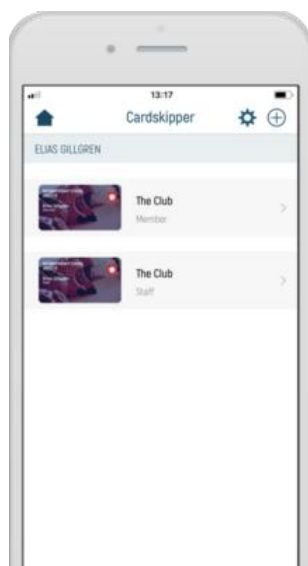 13:17
Cardskipper
ELIAS GILLGREN
The Club
Member
The Club
Staff